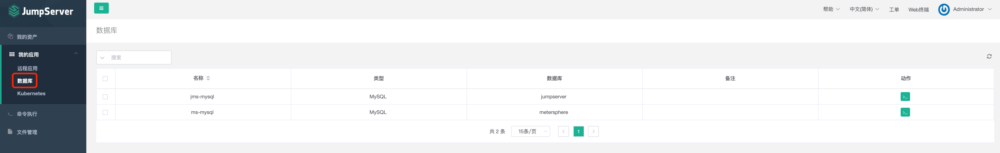 JumpServer
帮助 中文(简体) 工单 Web终端 Administrator
数据库
我的资产
我的应用
远程应用
数据库
Kubernetes
命令执行
文件管理
搜索
名称 类型 数据库 备注 动作
jms-mysql MySQL jumpserver
ms-mysql MySQL metersphere
共 2 条 15条/页 1